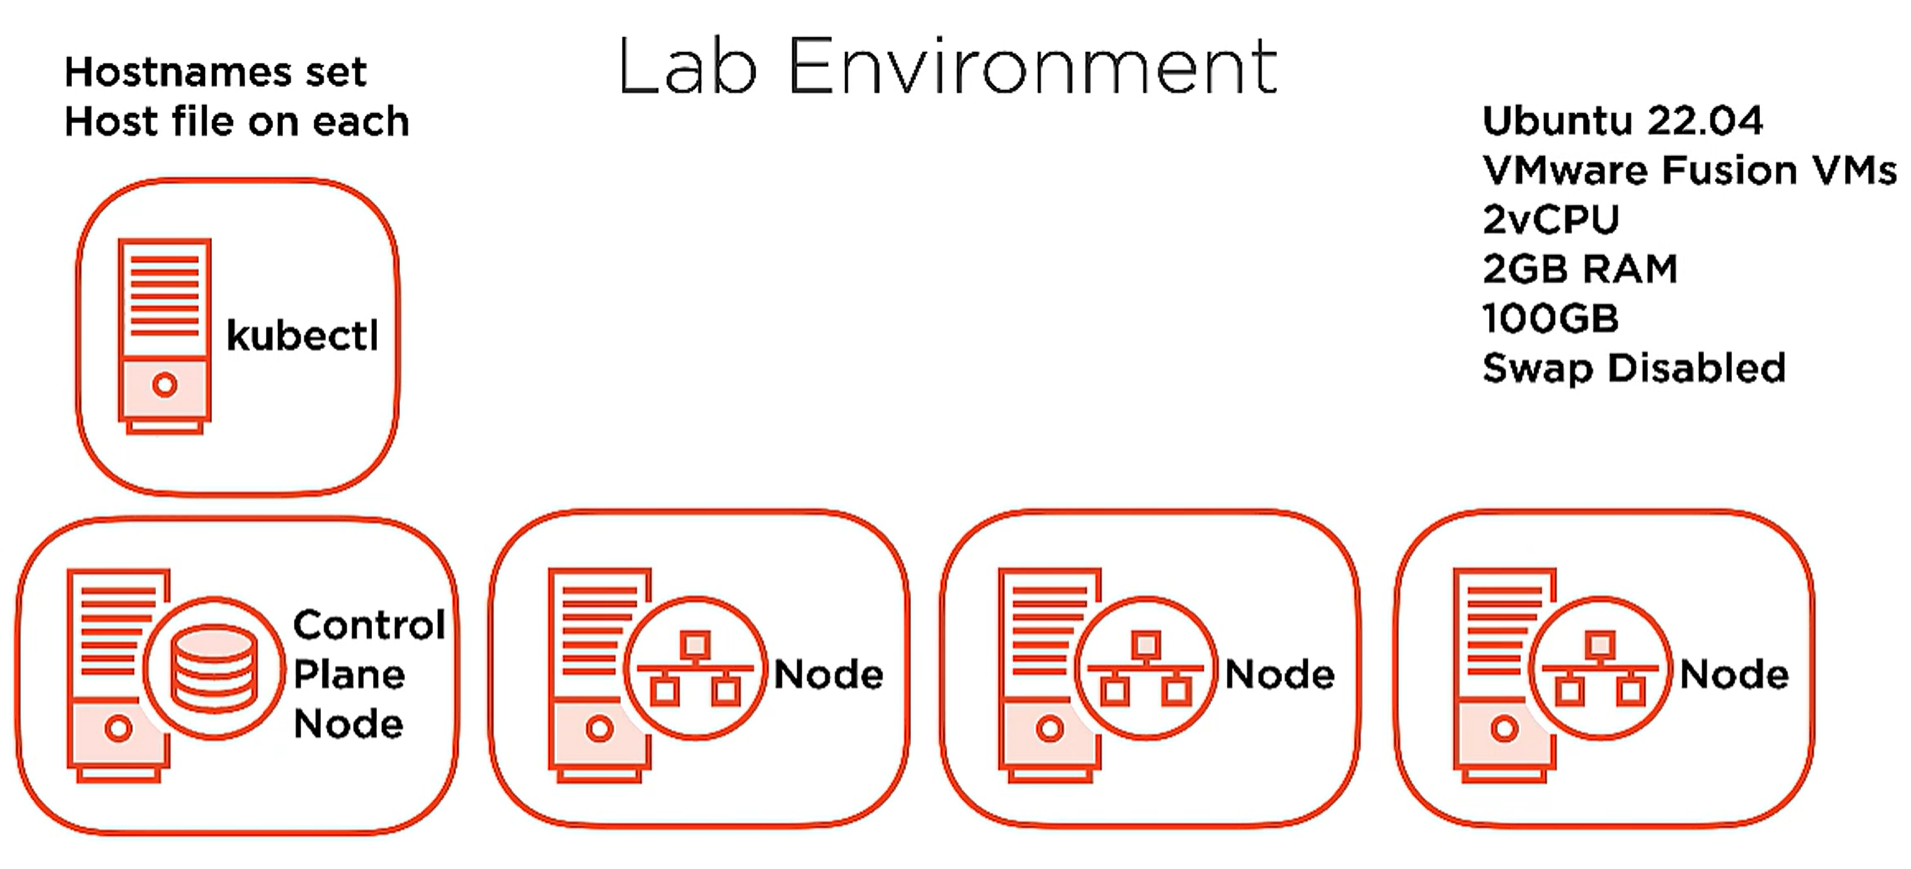 Lab Environment
Hostnames set
Host file on each
Ubuntu 22.04
VMware Fusion VMs
2vCPU
2GB RAM
100GB
Swap Disabled
kubectl
Control
Plane
Node
Node
Node
Node